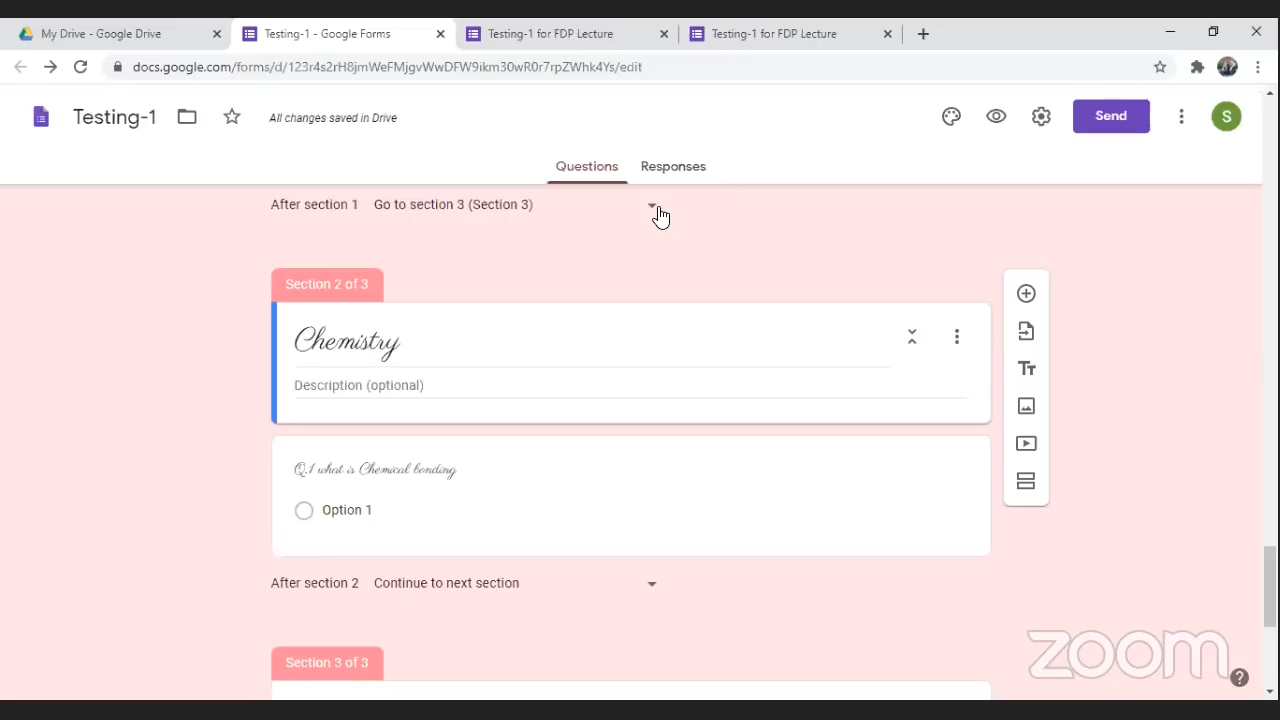 My Drive - Google Drive
Testing-1 - Google Forms
Testing-1 for FDP Lecture
Testing-1 for FDP Lecture
docs.google.com/forms/d/123r4s2rH8jmWeFMjgvWwDFW9ikm30wR0r7rpZWhk4Ys/edit
Testing-1
All changes saved in Drive
Send
S
Questions
Responses
After section 1 Go to section 3 (Section 3)
Section 2 of 3
Chemistry
Description (optional)
Q.1 what is Chemical bonding
Option 1
After section 2 Continue to next section
Section 3 of 3
zoom